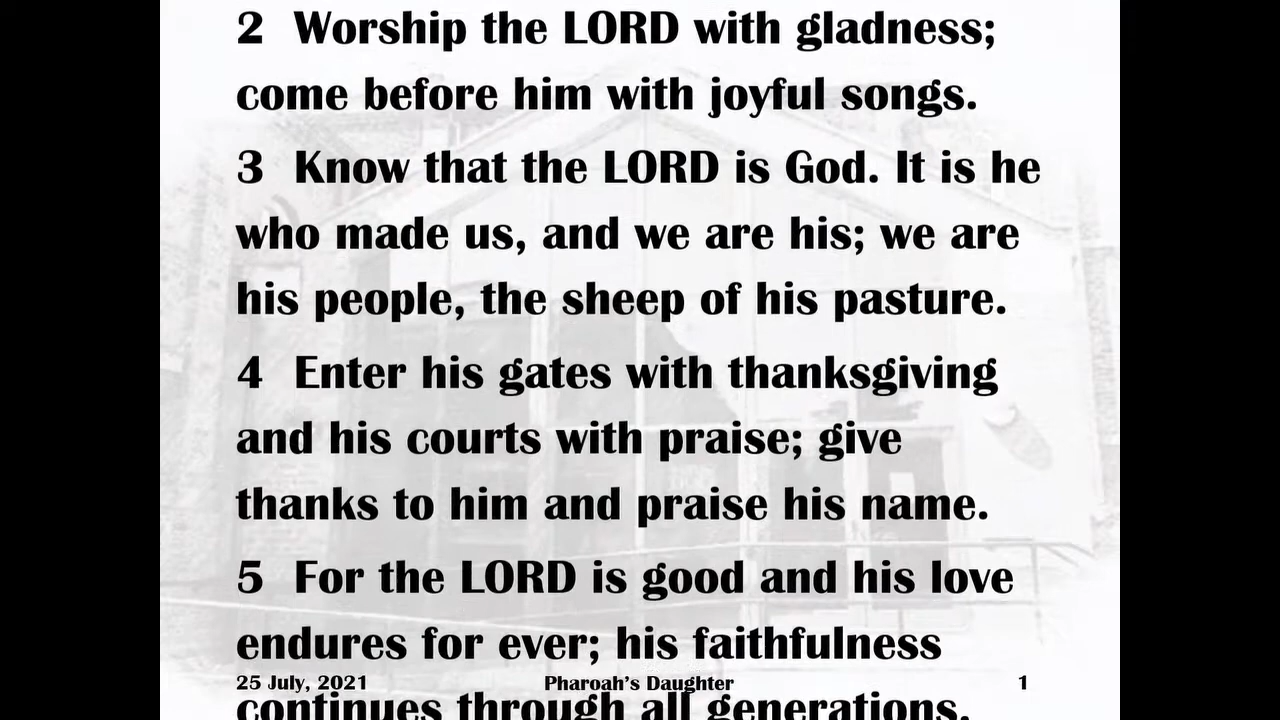 2 Worship the LORD with gladness;
come before him with joyful songs.
3 Know that the LORD is God. It is he
who made us, and we are his; we are
his people, the sheep of his pasture.
4 Enter his gates with thanksgiving
and his courts with praise; give
thanks to him and praise his name.
5 For the LORD is good and his love
endures for ever; his faithfulness
25 July, 2021 Pharoah's Daughter 1
continues through all generations.